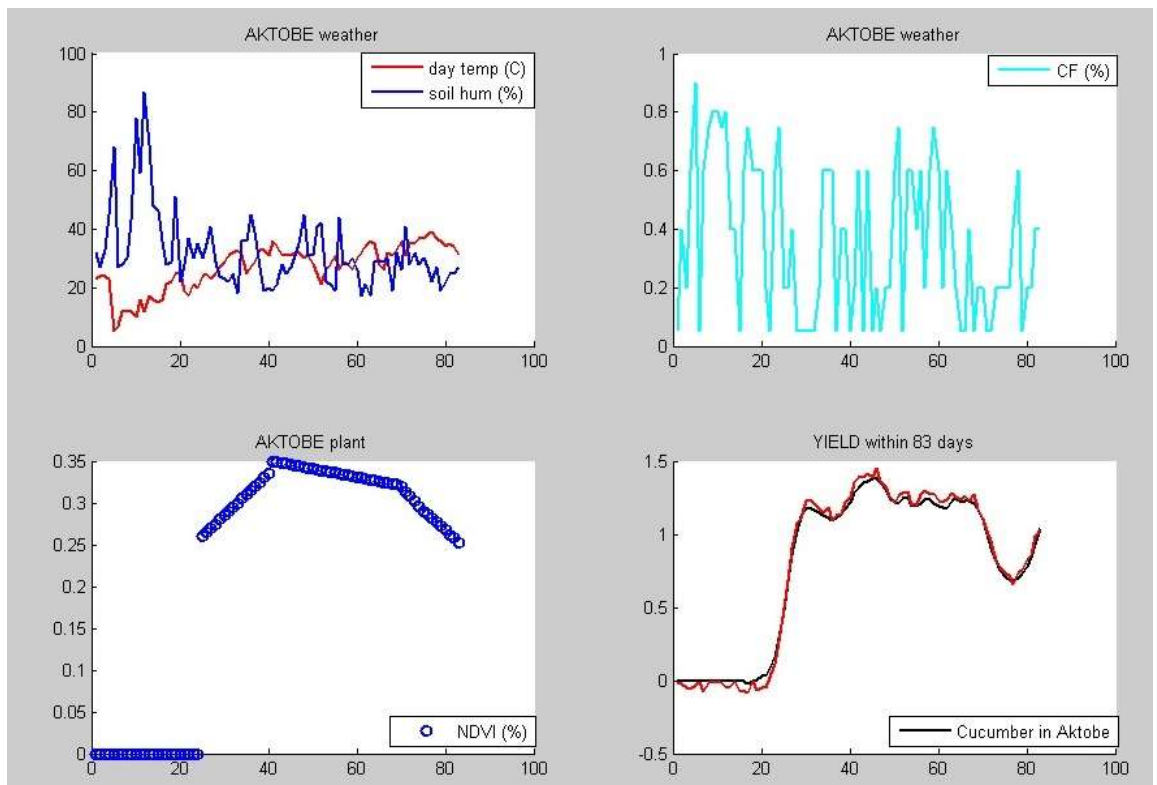 AKTOBE weather
100
80
60
40
20
0
0 20 40 60 80 100
day temp (C)
soil hum (%)
AKTOBE weather
1
0.8
0.6
0.4
0.2
0
0 20 40 60 80 100
CF (%)
AKTOBE plant
0.35
0.3
0.25
0.2
0.15
0.1
0.05
0
0 20 40 60 80 100
NDVI (%)
YIELD within 83 days
1.5
1
0.5
0
-0.5
0 20 40 60 80 100
Cucumber in Aktobe